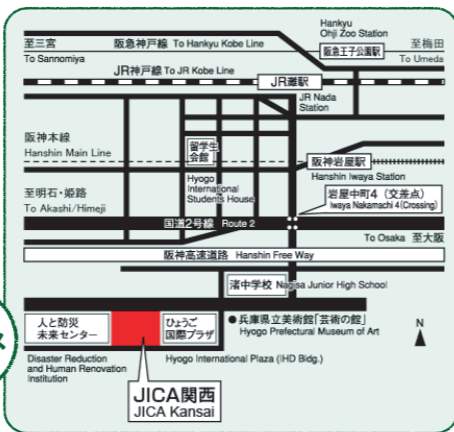 Hankyu
Ohji Zoo Station
阪急王子公園駅
至三宮 阪急神戸線 To Hankyu Kobe Line 至梅田
To Sannomiya To Umeda
JR神戸線 To JR Kobe Line JR灘駅
JR Nada
Station
阪神本線
Hanshin Main Line
留学生
会館
Hyogo
International
Students House
阪神岩屋駅
Hanshin Iwaya Station
至明石・姫路
To Akashi/Himeji
岩屋中町4（交差点）
Iwaya Nakamachi 4(Crossing)
国道2号線 Route 2
To Osaka 至大阪
阪神高速道路 Hanshin Free Way
渚中学校 Nagisa Junior High School
人と防災
未来センター
ひょうご
国際プラザ
●兵庫県立美術館「芸術の館」
Hyogo Prefectural Museum of Art
N
Disaster Reduction
and Human Renovation
Institution
Hyogo International Plaza (IHD Bldg.)
JICA関西
JICA Kansai